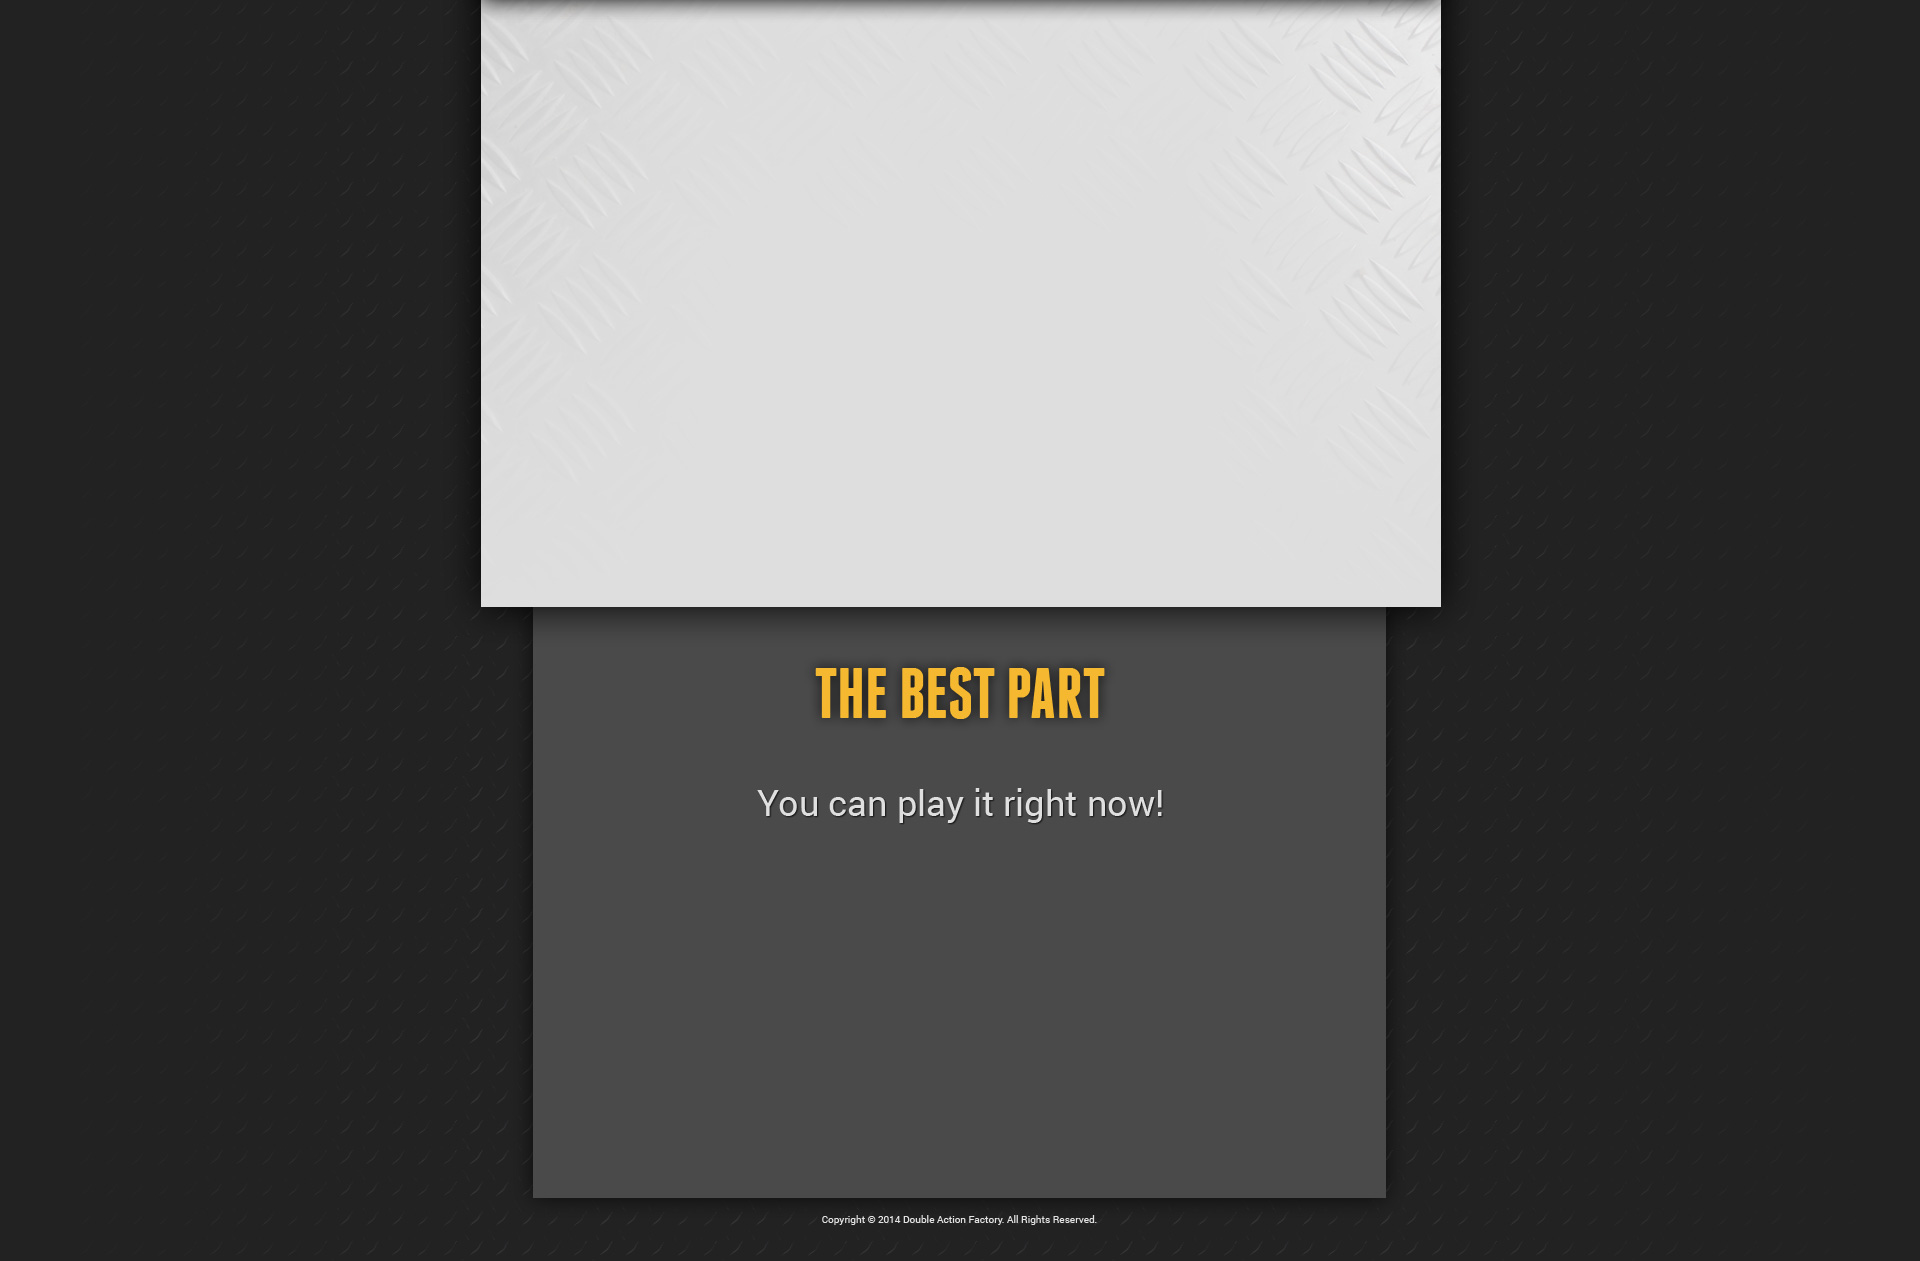 THE BEST PART
You can play it right now!
Copyright © 2014 Double Action Factory. All Rights Reserved.